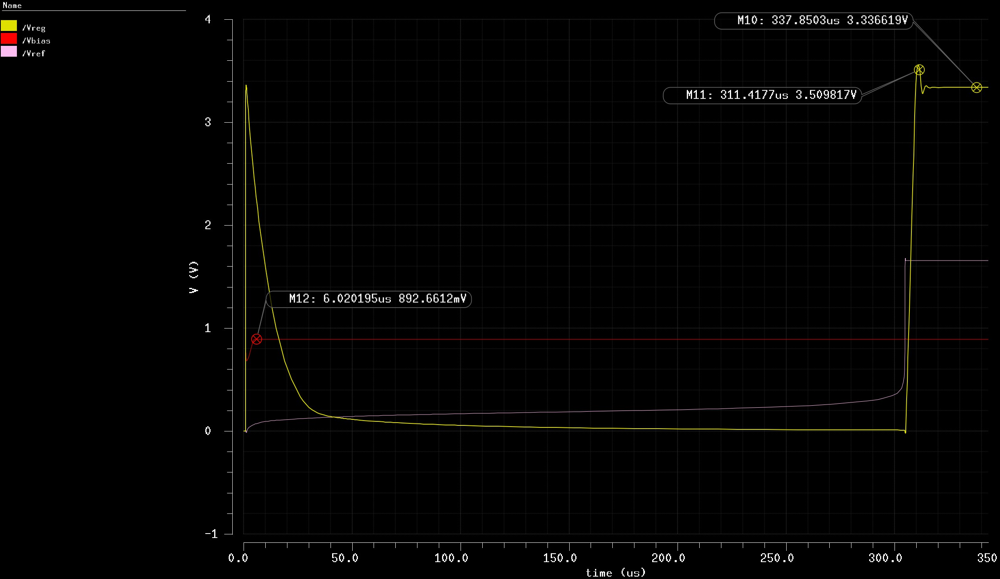 Name
/Vreg
/Vbias
/Vref
M10: 337.8503us 3.336619V
M11: 311.4177us 3.509817V
M12: 6.020195us 892.6612mV
4
3
2
1
0
-1
V (V)
0.0 50.0 100.0 150.0 200.0 250.0 300.0 350
time (us)